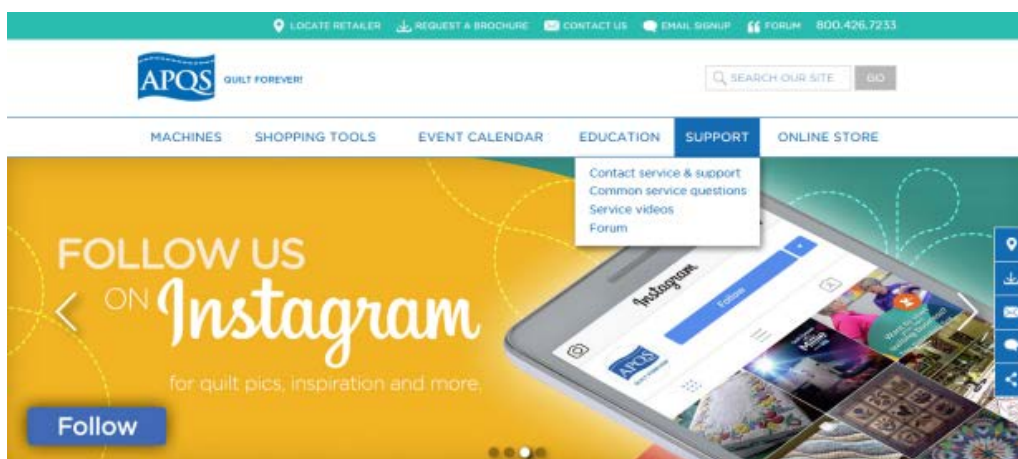 LOCATE RETAILER REQUEST A BROCHURE CONTACT US EMAIL SIGNUP FORUM 800.426.7233
APQS QUILT FOREVER!
SEARCH OUR SITE GO
MACHINES SHOPPING TOOLS EVENT CALENDAR EDUCATION SUPPORT ONLINE STORE
Contact service & support
Common service questions
Service videos
Forum
FOLLOW US
ON Instagram
for quilt pics, inspiration and more.
Follow
Instagram
Follow
APQS